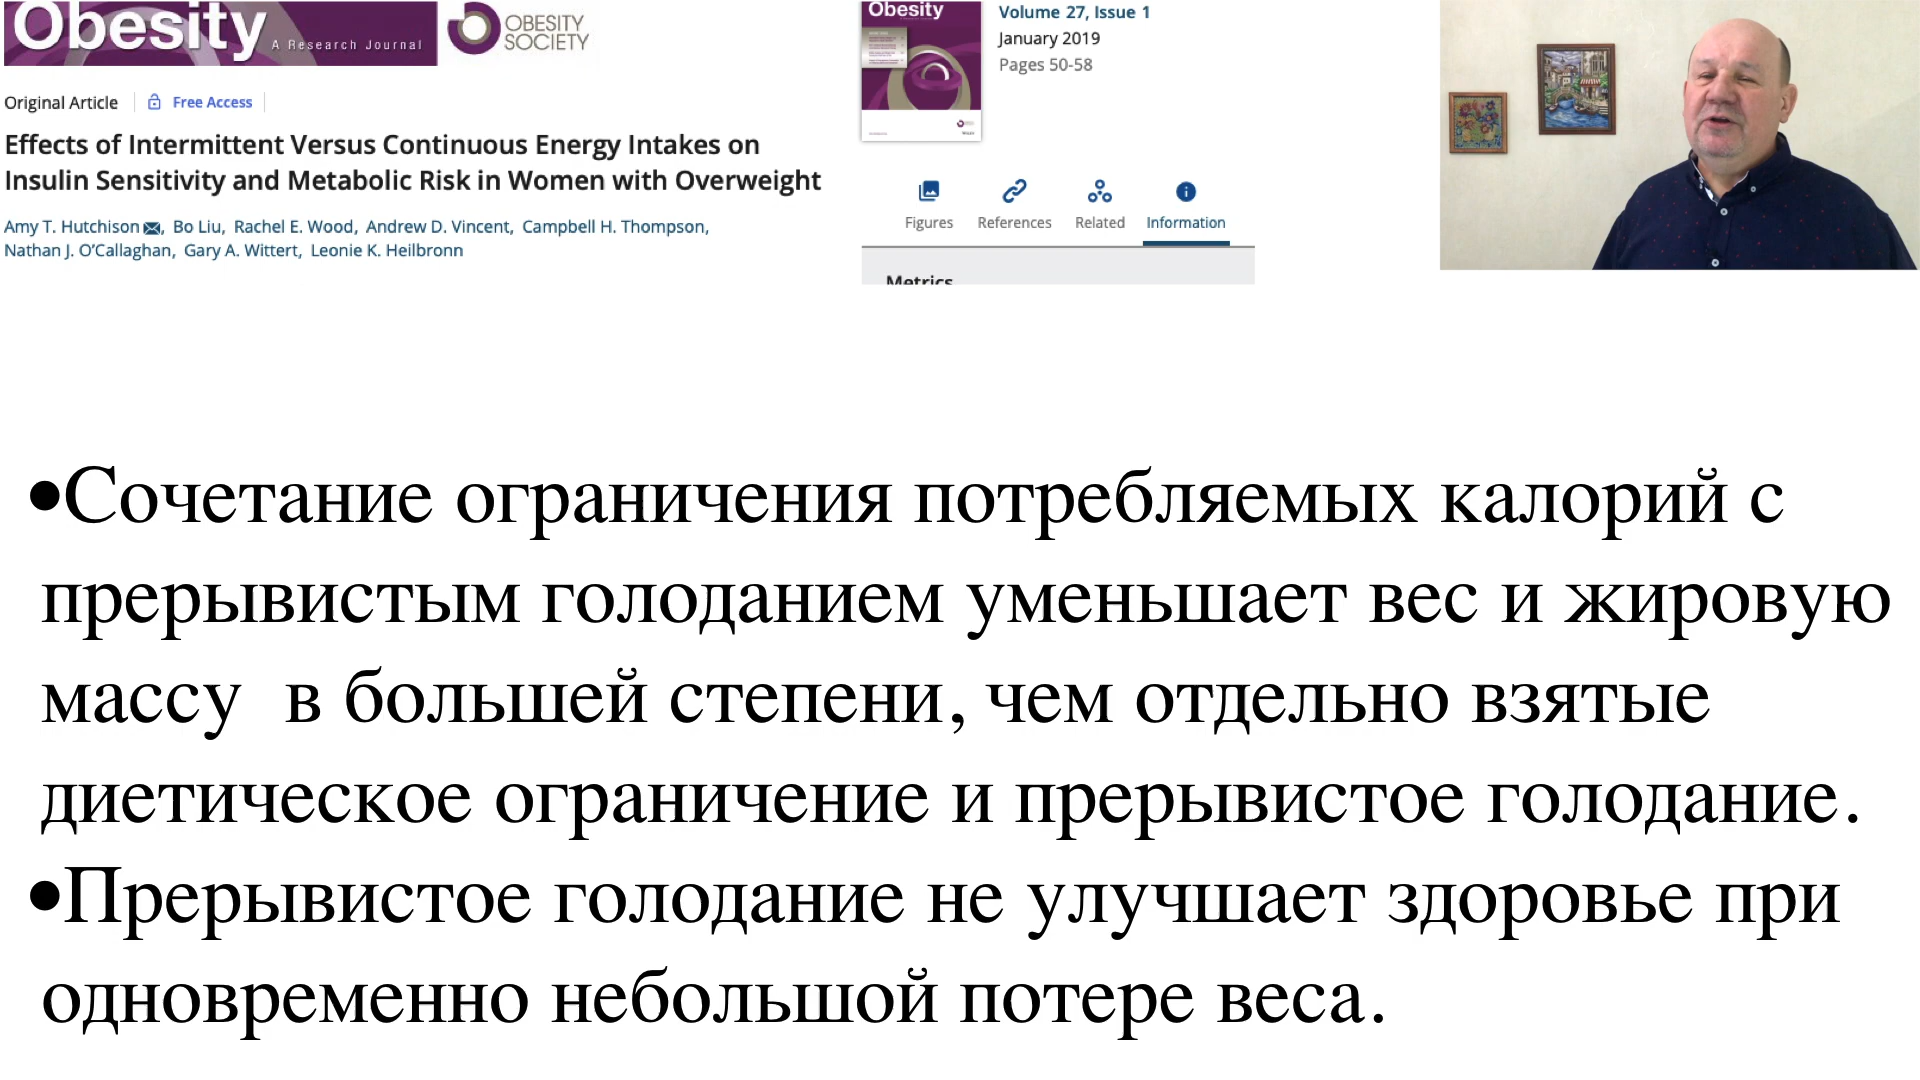 Obesity
A Research Journal
OBESITY
SOCIETY
Original Article
Free Access
Effects of Intermittent Versus Continuous Energy Intakes on
Insulin Sensitivity and Metabolic Risk in Women with Overweight
Amy T. Hutchison, Bo Liu, Rachel E. Wood, Andrew D. Vincent, Campbell H. Thompson,
Nathan J. O’Callaghan, Gary A. Wittert, Leonie K. Heilbronn
Obesity
Volume 27, Issue 1
January 2019
Pages 50-58
Figures
References
Related
Information
Metrics
•Сочетание ограничения потребляемых калорий с
прерывистым голоданием уменьшает вес и жировую
массу в большей степени, чем отдельно взятые
диетическое ограничение и прерывистое голодание.
•Прерывистое голодание не улучшает здоровье при
одновременно небольшой потере веса.